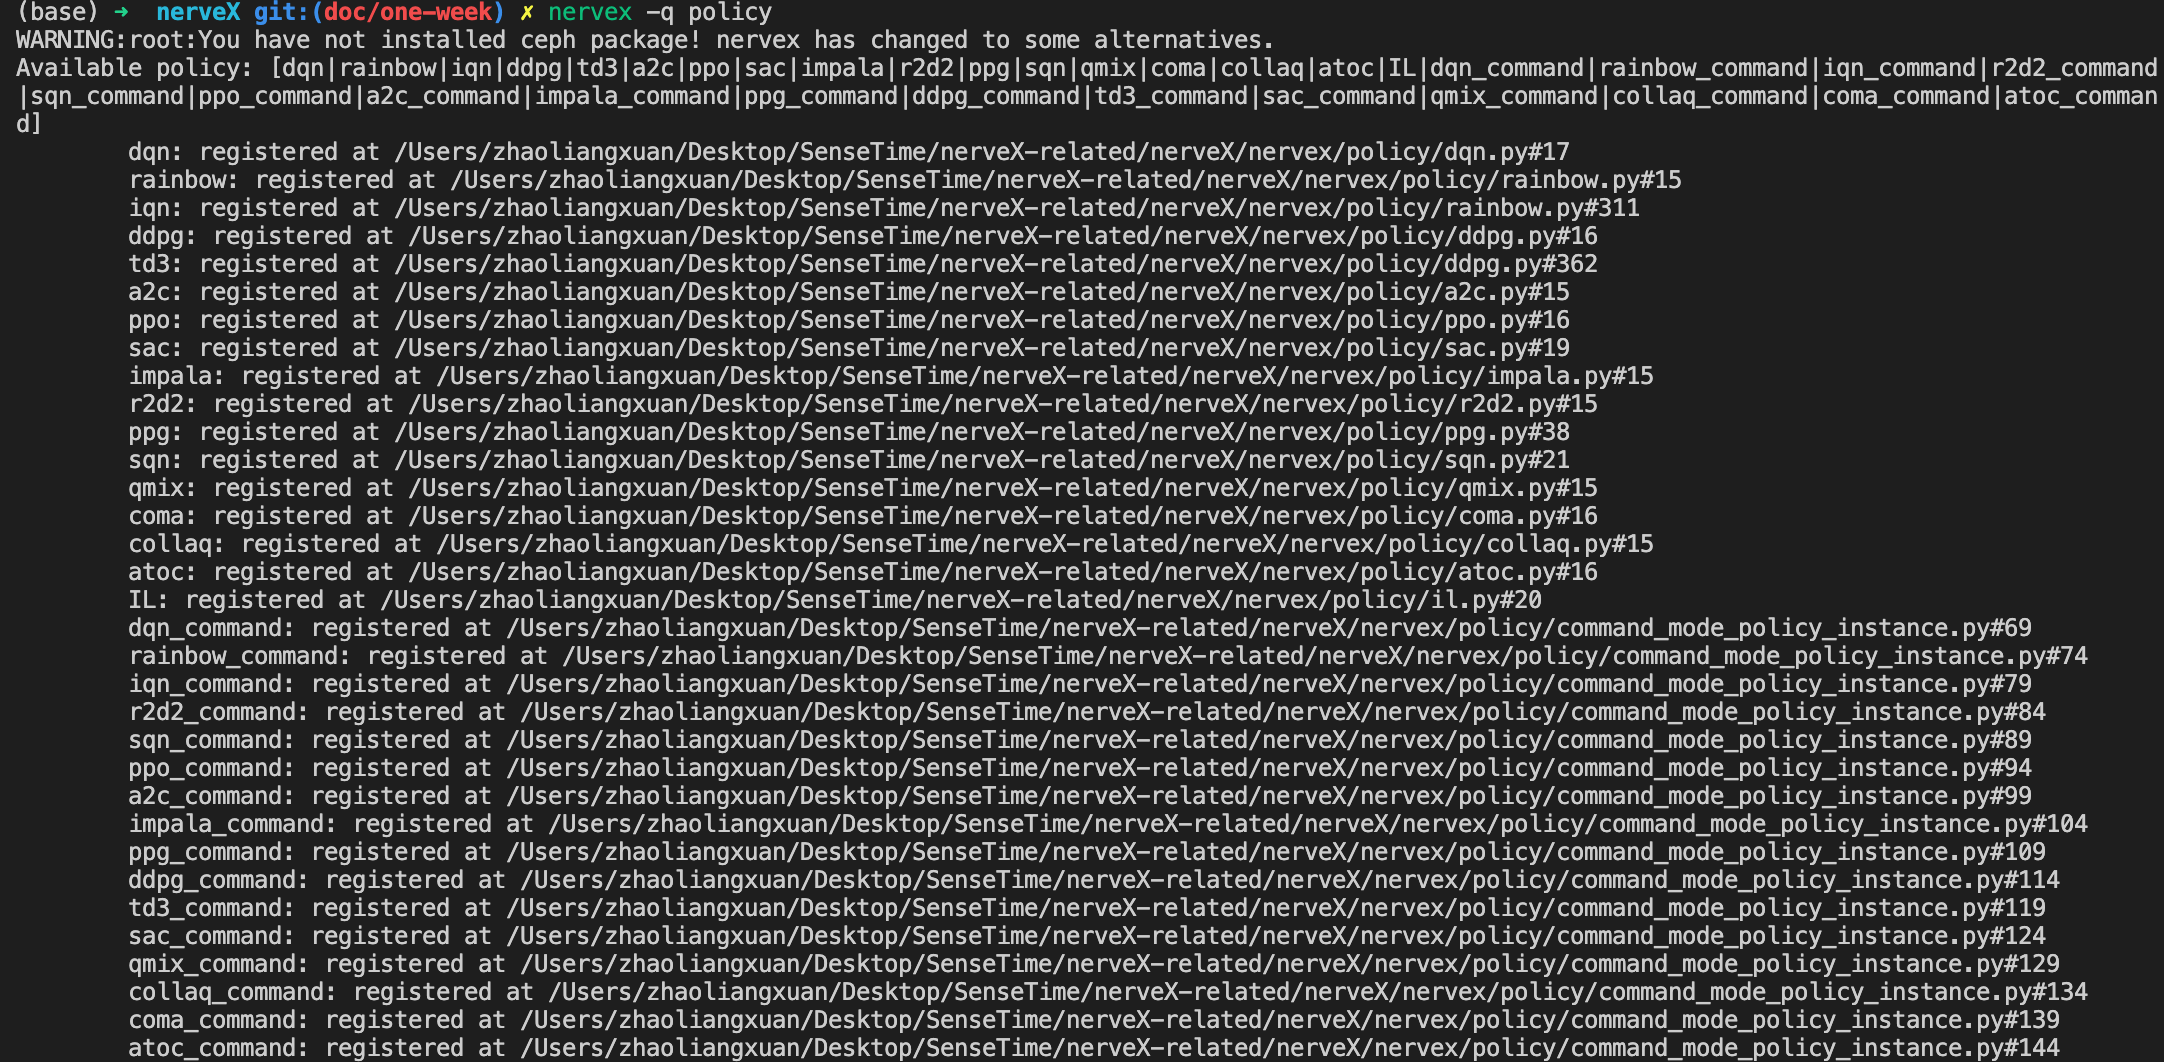 (base) ➜  nerveX git:(doc/one-week) ✗ nervex -q policy
WARNING:root:You have not installed ceph package! nervex has changed to some alternatives.
Available policy: [dqn|rainbow|iqn|ddpg|td3|a2c|ppo|sac|impala|r2d2|ppg|sqn|qmix|coma|collaq|atoc|IL|dqn_command|rainbow_command|iqn_command|r2d2_command
|sqn_command|ppo_command|a2c_command|impala_command|ppg_command|ddpg_command|td3_command|sac_command|qmix_command|collaq_command|coma_command|atoc_comman
d]
dqn: registered at /Users/zhaoliangxuan/Desktop/SenseTime/nerveX-related/nerveX/nervex/policy/dqn.py#17
rainbow: registered at /Users/zhaoliangxuan/Desktop/SenseTime/nerveX-related/nerveX/nervex/policy/rainbow.py#15
iqn: registered at /Users/zhaoliangxuan/Desktop/SenseTime/nerveX-related/nerveX/nervex/policy/rainbow.py#311
ddpg: registered at /Users/zhaoliangxuan/Desktop/SenseTime/nerveX-related/nerveX/nervex/policy/ddpg.py#16
td3: registered at /Users/zhaoliangxuan/Desktop/SenseTime/nerveX-related/nerveX/nervex/policy/ddpg.py#362
a2c: registered at /Users/zhaoliangxuan/Desktop/SenseTime/nerveX-related/nerveX/nervex/policy/a2c.py#15
ppo: registered at /Users/zhaoliangxuan/Desktop/SenseTime/nerveX-related/nerveX/nervex/policy/ppo.py#16
sac: registered at /Users/zhaoliangxuan/Desktop/SenseTime/nerveX-related/nerveX/nervex/policy/sac.py#19
impala: registered at /Users/zhaoliangxuan/Desktop/SenseTime/nerveX-related/nerveX/nervex/policy/impala.py#15
r2d2: registered at /Users/zhaoliangxuan/Desktop/SenseTime/nerveX-related/nerveX/nervex/policy/r2d2.py#15
ppg: registered at /Users/zhaoliangxuan/Desktop/SenseTime/nerveX-related/nerveX/nervex/policy/ppg.py#38
sqn: registered at /Users/zhaoliangxuan/Desktop/SenseTime/nerveX-related/nerveX/nervex/policy/sqn.py#21
qmix: registered at /Users/zhaoliangxuan/Desktop/SenseTime/nerveX-related/nerveX/nervex/policy/qmix.py#15
coma: registered at /Users/zhaoliangxuan/Desktop/SenseTime/nerveX-related/nerveX/nervex/policy/coma.py#16
collaq: registered at /Users/zhaoliangxuan/Desktop/SenseTime/nerveX-related/nerveX/nervex/policy/collaq.py#15
atoc: registered at /Users/zhaoliangxuan/Desktop/SenseTime/nerveX-related/nerveX/nervex/policy/atoc.py#16
IL: registered at /Users/zhaoliangxuan/Desktop/SenseTime/nerveX-related/nerveX/nervex/policy/il.py#20
dqn_command: registered at /Users/zhaoliangxuan/Desktop/SenseTime/nerveX-related/nerveX/nervex/policy/command_mode_policy_instance.py#69
rainbow_command: registered at /Users/zhaoliangxuan/Desktop/SenseTime/nerveX-related/nerveX/nervex/policy/command_mode_policy_instance.py#74
iqn_command: registered at /Users/zhaoliangxuan/Desktop/SenseTime/nerveX-related/nerveX/nervex/policy/command_mode_policy_instance.py#79
r2d2_command: registered at /Users/zhaoliangxuan/Desktop/SenseTime/nerveX-related/nerveX/nervex/policy/command_mode_policy_instance.py#84
sqn_command: registered at /Users/zhaoliangxuan/Desktop/SenseTime/nerveX-related/nerveX/nervex/policy/command_mode_policy_instance.py#89
ppo_command: registered at /Users/zhaoliangxuan/Desktop/SenseTime/nerveX-related/nerveX/nervex/policy/command_mode_policy_instance.py#94
a2c_command: registered at /Users/zhaoliangxuan/Desktop/SenseTime/nerveX-related/nerveX/nervex/policy/command_mode_policy_instance.py#99
impala_command: registered at /Users/zhaoliangxuan/Desktop/SenseTime/nerveX-related/nerveX/nervex/policy/command_mode_policy_instance.py#104
ppg_command: registered at /Users/zhaoliangxuan/Desktop/SenseTime/nerveX-related/nerveX/nervex/policy/command_mode_policy_instance.py#109
ddpg_command: registered at /Users/zhaoliangxuan/Desktop/SenseTime/nerveX-related/nerveX/nervex/policy/command_mode_policy_instance.py#114
td3_command: registered at /Users/zhaoliangxuan/Desktop/SenseTime/nerveX-related/nerveX/nervex/policy/command_mode_policy_instance.py#119
sac_command: registered at /Users/zhaoliangxuan/Desktop/SenseTime/nerveX-related/nerveX/nervex/policy/command_mode_policy_instance.py#124
qmix_command: registered at /Users/zhaoliangxuan/Desktop/SenseTime/nerveX-related/nerveX/nervex/policy/command_mode_policy_instance.py#129
collaq_command: registered at /Users/zhaoliangxuan/Desktop/SenseTime/nerveX-related/nerveX/nervex/policy/command_mode_policy_instance.py#134
coma_command: registered at /Users/zhaoliangxuan/Desktop/SenseTime/nerveX-related/nerveX/nervex/policy/command_mode_policy_instance.py#139
atoc_command: registered at /Users/zhaoliangxuan/Desktop/SenseTime/nerveX-related/nerveX/nervex/policy/command_mode_policy_instance.py#144